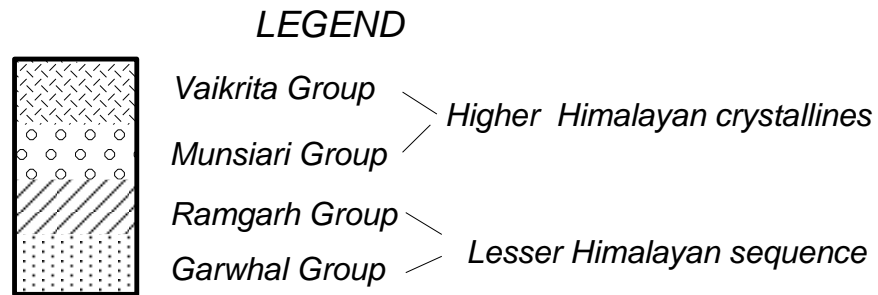 LEGEND
Vaikrita Group
Munsiari Group
Higher Himalayan crystallines
Ramgarh Group
Garwhal Group
Lesser Himalayan sequence